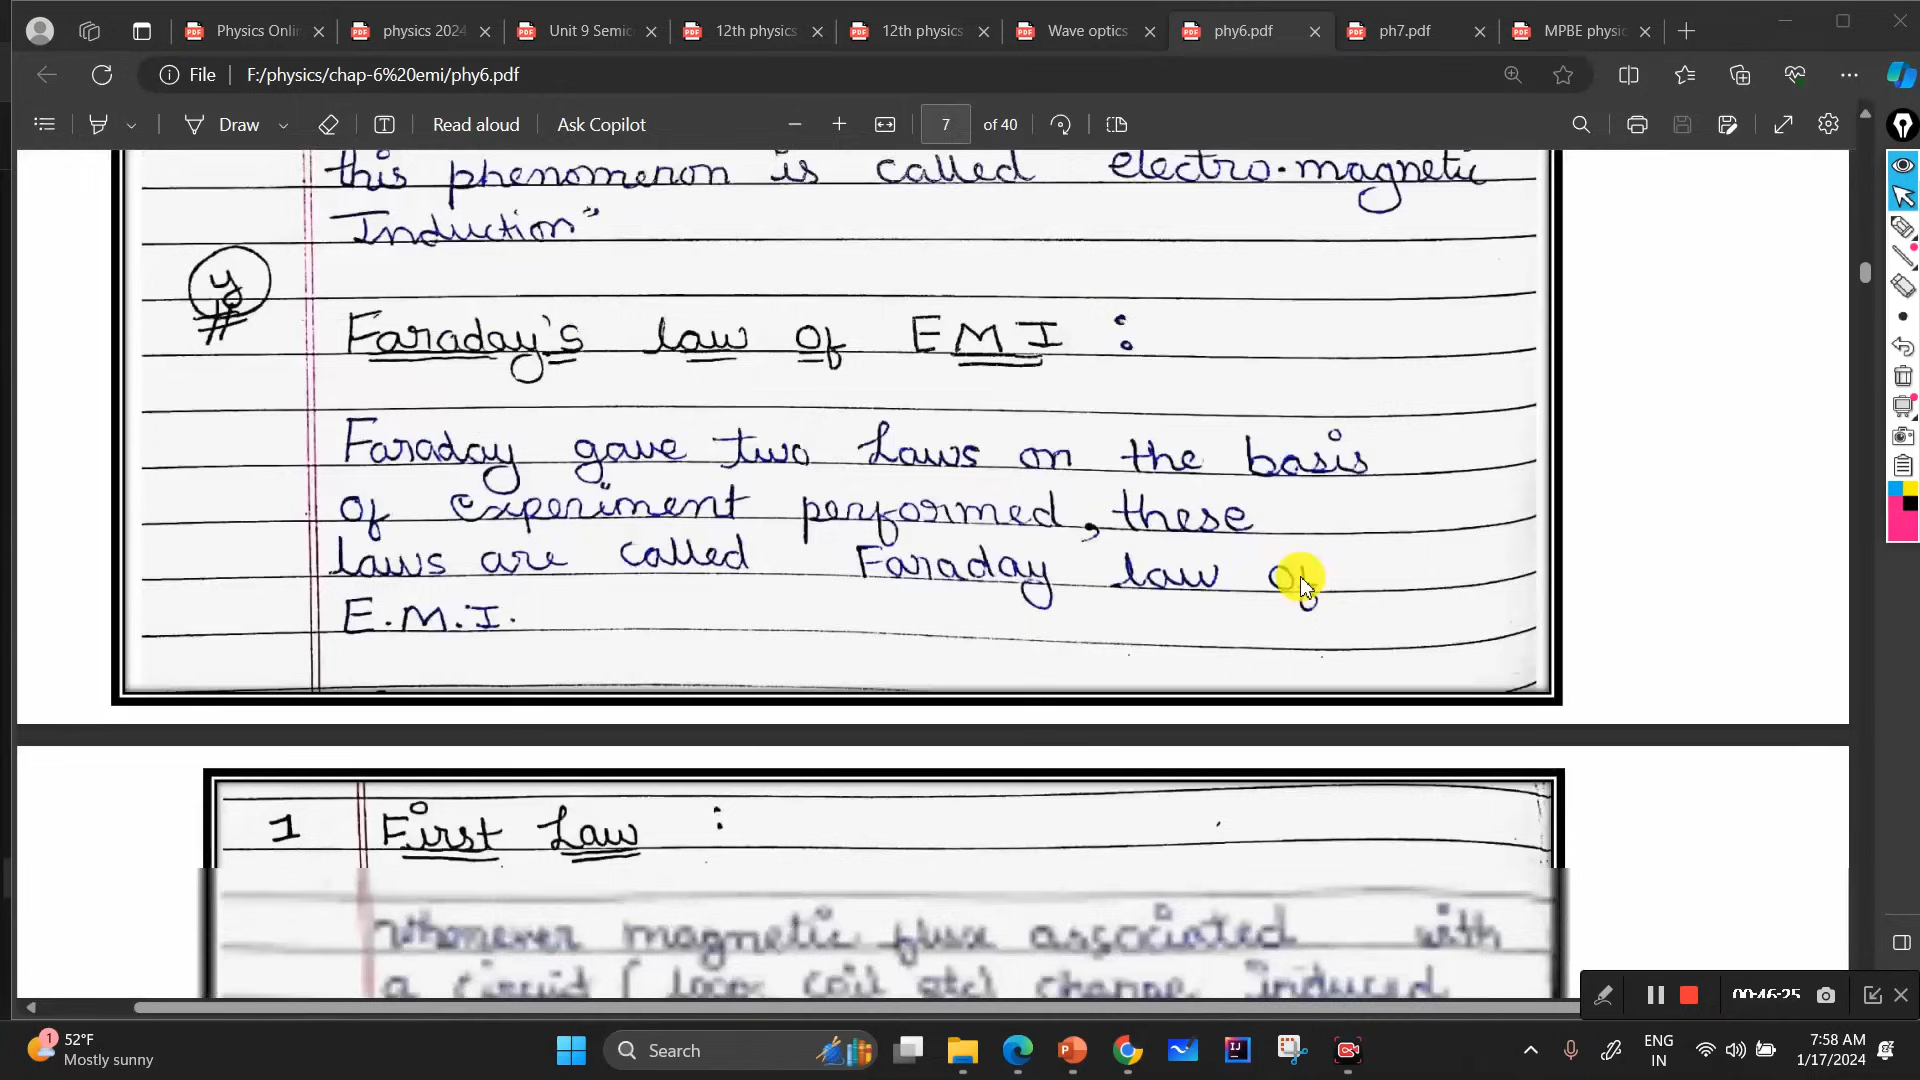 Physics Onli
physics 2024
Unit 9 Semic
12th physics
12th physics
Wave optics
phy6.pdf
ph7.pdf
MPBE physic
File
F:/physics/chap-6%20emi/phy6.pdf
Draw
Read aloud
Ask Copilot
7
of 40
this phenomenon is called electro.magnetic
Induction"
y
#
Faraday's law of EMI :
Faraday gave two Laws on the basis
of experiment performed, these
laws are called Faraday law of
E.M.I.
1 First Law :
Whenever magnetic flux associated with
a circuit ( loop, coil etc) change induced
00:46:25
1
52°F
Mostly sunny
Search
ENG
IN
7:58 AM
1/17/2024